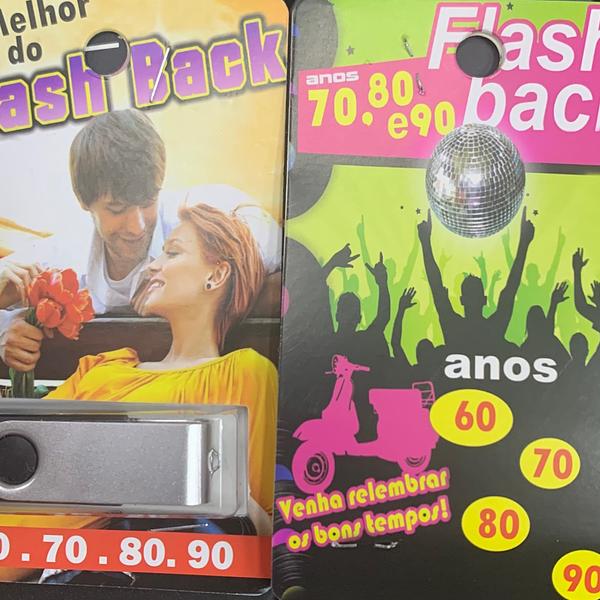 Melhor
do
ash Back
0 . 70 . 80. 90
Flash
back
anos
70. 80
e90
anos
60
70
80
90
Venha relembrar
os bons tempos!